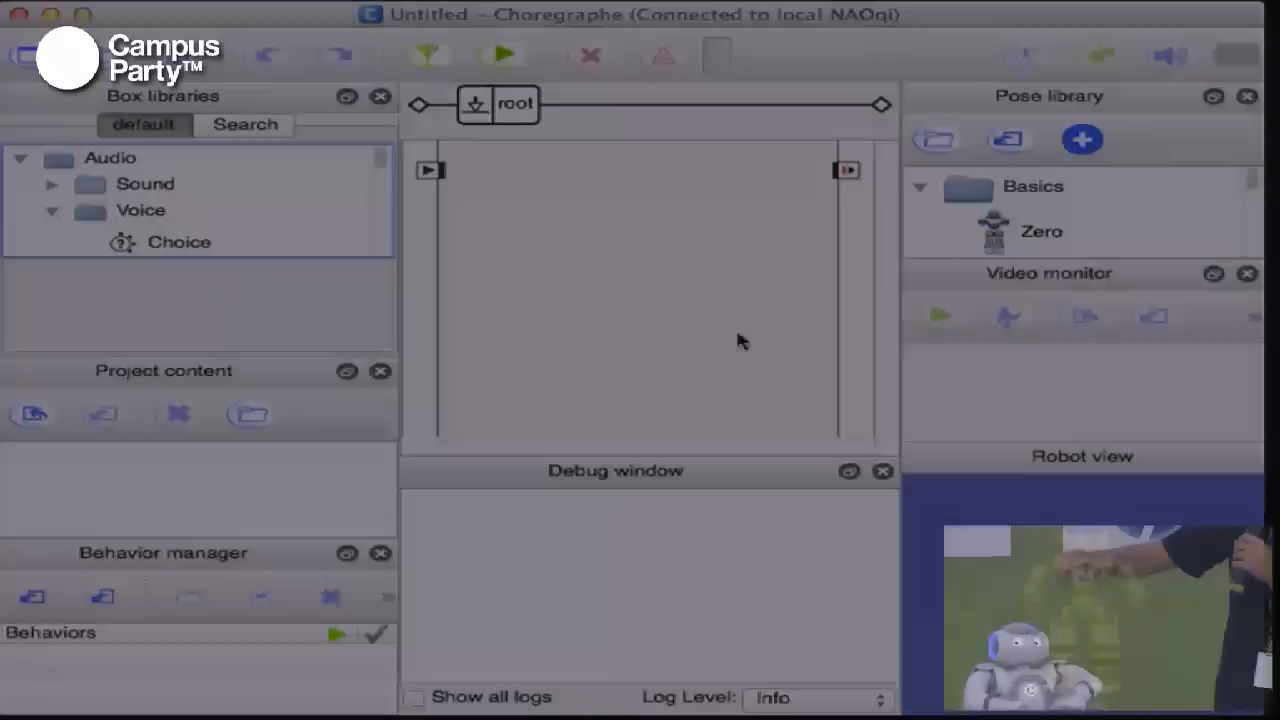 Untitled – Choregraphe (Connected to local NAOqi)
Campus
Party™
Box libraries
default
Search
Audio
Sound
Voice
Choice
root
Pose library
Basics
Zero
Video monitor
Project content
Robot view
Debug window
Behavior manager
Behaviors
Show all logs
Log Level:
Info